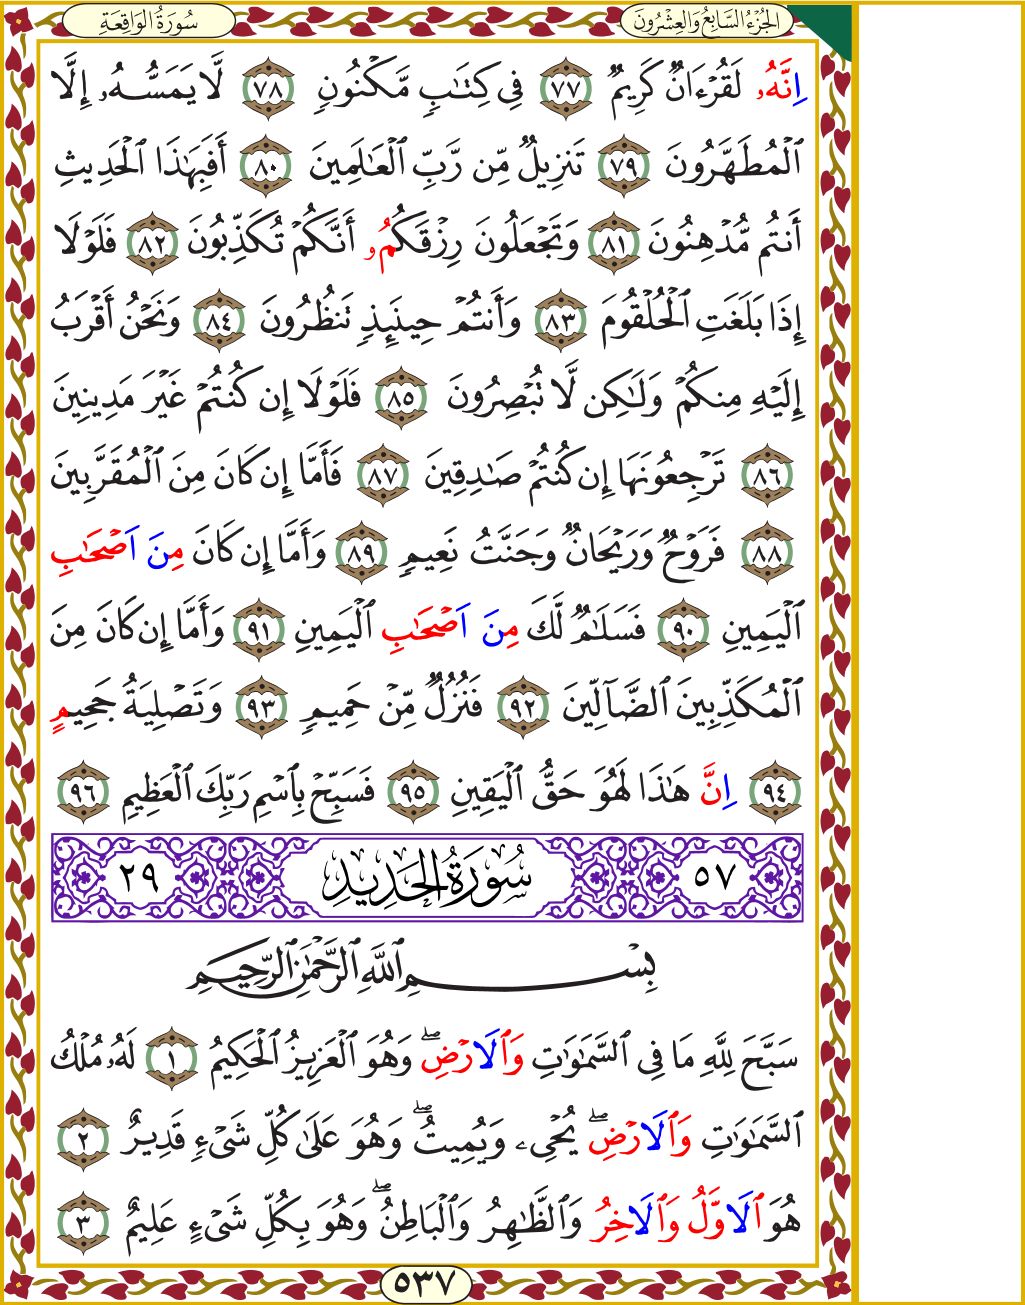 الجُزْءُ السَّابِعُ وَالعِشْرُونَ
سُورَةُ الوَاقِعَةِ
اِنَّهُۥ لَقُرْءَانٌ كَرِيمٌ ٧٧ فِي كِتَٰبٍ مَّكْنُونٍ ٧٨ لَّا يَمَسُّهُۥ إِلَّا
ٱلْمُطَهَّرُونَ ٧٩ تَنزِيلٌ مِّن رَّبِّ ٱلْعَٰلَمِينَ ٨٠ أَفَبِهَٰذَا ٱلْحَدِيثِ
أَنتُم مُّدْهِنُونَ ٨١ وَتَجْعَلُونَ رِزْقَكُمُۥ أَنَّكُمْ تُكَذِّبُونَ ٨٢ فَلَوْلَا
إِذَا بَلَغَتِ ٱلْحُلْقُومَ ٨٣ وَأَنتُمْ حِينَئِذٍ تَنظُرُونَ ٨٤ وَنَحْنُ أَقْرَبُ
إِلَيْهِ مِنكُمْ وَلَٰكِن لَّا تُبْصِرُونَ ٨٥ فَلَوْلَا إِن كُنتُمْ غَيْرَ مَدِينِينَ
٨٦ تَرْجِعُونَهَا إِن كُنتُمْ صَٰدِقِينَ ٨٧ فَأَمَّا إِن كَانَ مِنَ ٱلْمُقَرَّبِينَ
٨٨ فَرَوْحٌ وَرَيْحَانٌ وَجَنَّتُ نَعِيمٍ ٨٩ وَأَمَّا إِن كَانَ مِنَ اَصْحَٰبِ
ٱلْيَمِينِ ٩٠ فَسَلَٰمٌ لَّكَ مِنَ اَصْحَٰبِ ٱلْيَمِينِ ٩١ وَأَمَّا إِن كَانَ مِنَ
ٱلْمُكَذِّبِينَ ٱلضَّآلِّينَ ٩٢ فَنُزُلٌ مِّنْ حَمِيمٍ ٩٣ وَتَصْلِيَةُ جَحِيمٍ
٩٤ اِنَّ هَٰذَا لَهُوَ حَقُّ ٱلْيَقِينِ ٩٥ فَسَبِّحْ بِٱسْمِ رَبِّكَ ٱلْعَظِيمِ ٩٦
٥٧ سُورَةُ الحَدِيدِ ٢٩
بِسْمِ ٱللَّهِ ٱلرَّحْمَٰنِ ٱلرَّحِيمِ
سَبَّحَ لِلَّهِ مَا فِي ٱلسَّمَٰوَٰتِ وَٱلَارْضِۖ وَهُوَ ٱلْعَزِيزُ ٱلْحَكِيمُ ١ لَهُۥ مُلْكُ
ٱلسَّمَٰوَٰتِ وَٱلَارْضِۖ يُحْيِۦ وَيُمِيتُۖ وَهُوَ عَلَىٰ كُلِّ شَيْءٍ قَدِيرٌ ٢
هُوَ ٱلَاوَّلُ وَٱلَاخِرُ وَٱلظَّٰهِرُ وَٱلْبَاطِنُۖ وَهُوَ بِكُلِّ شَيْءٍ عَلِيمٌ ٣
٥٣٧